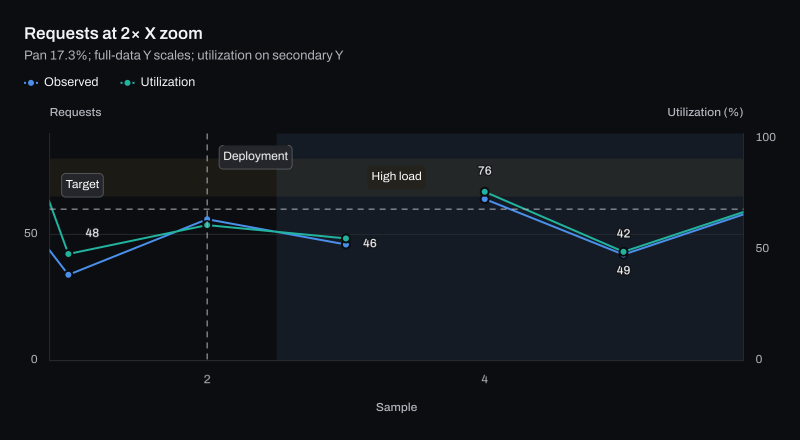 Requests at 2× X zoom
Pan 17.3%; full-data Y scales; utilization on secondary Y
Observed
Utilization
Requests
Utilization (%)
100
Deployment
76
High load
Target
48
42
50
46
50
49
0
0
2
4
Sample